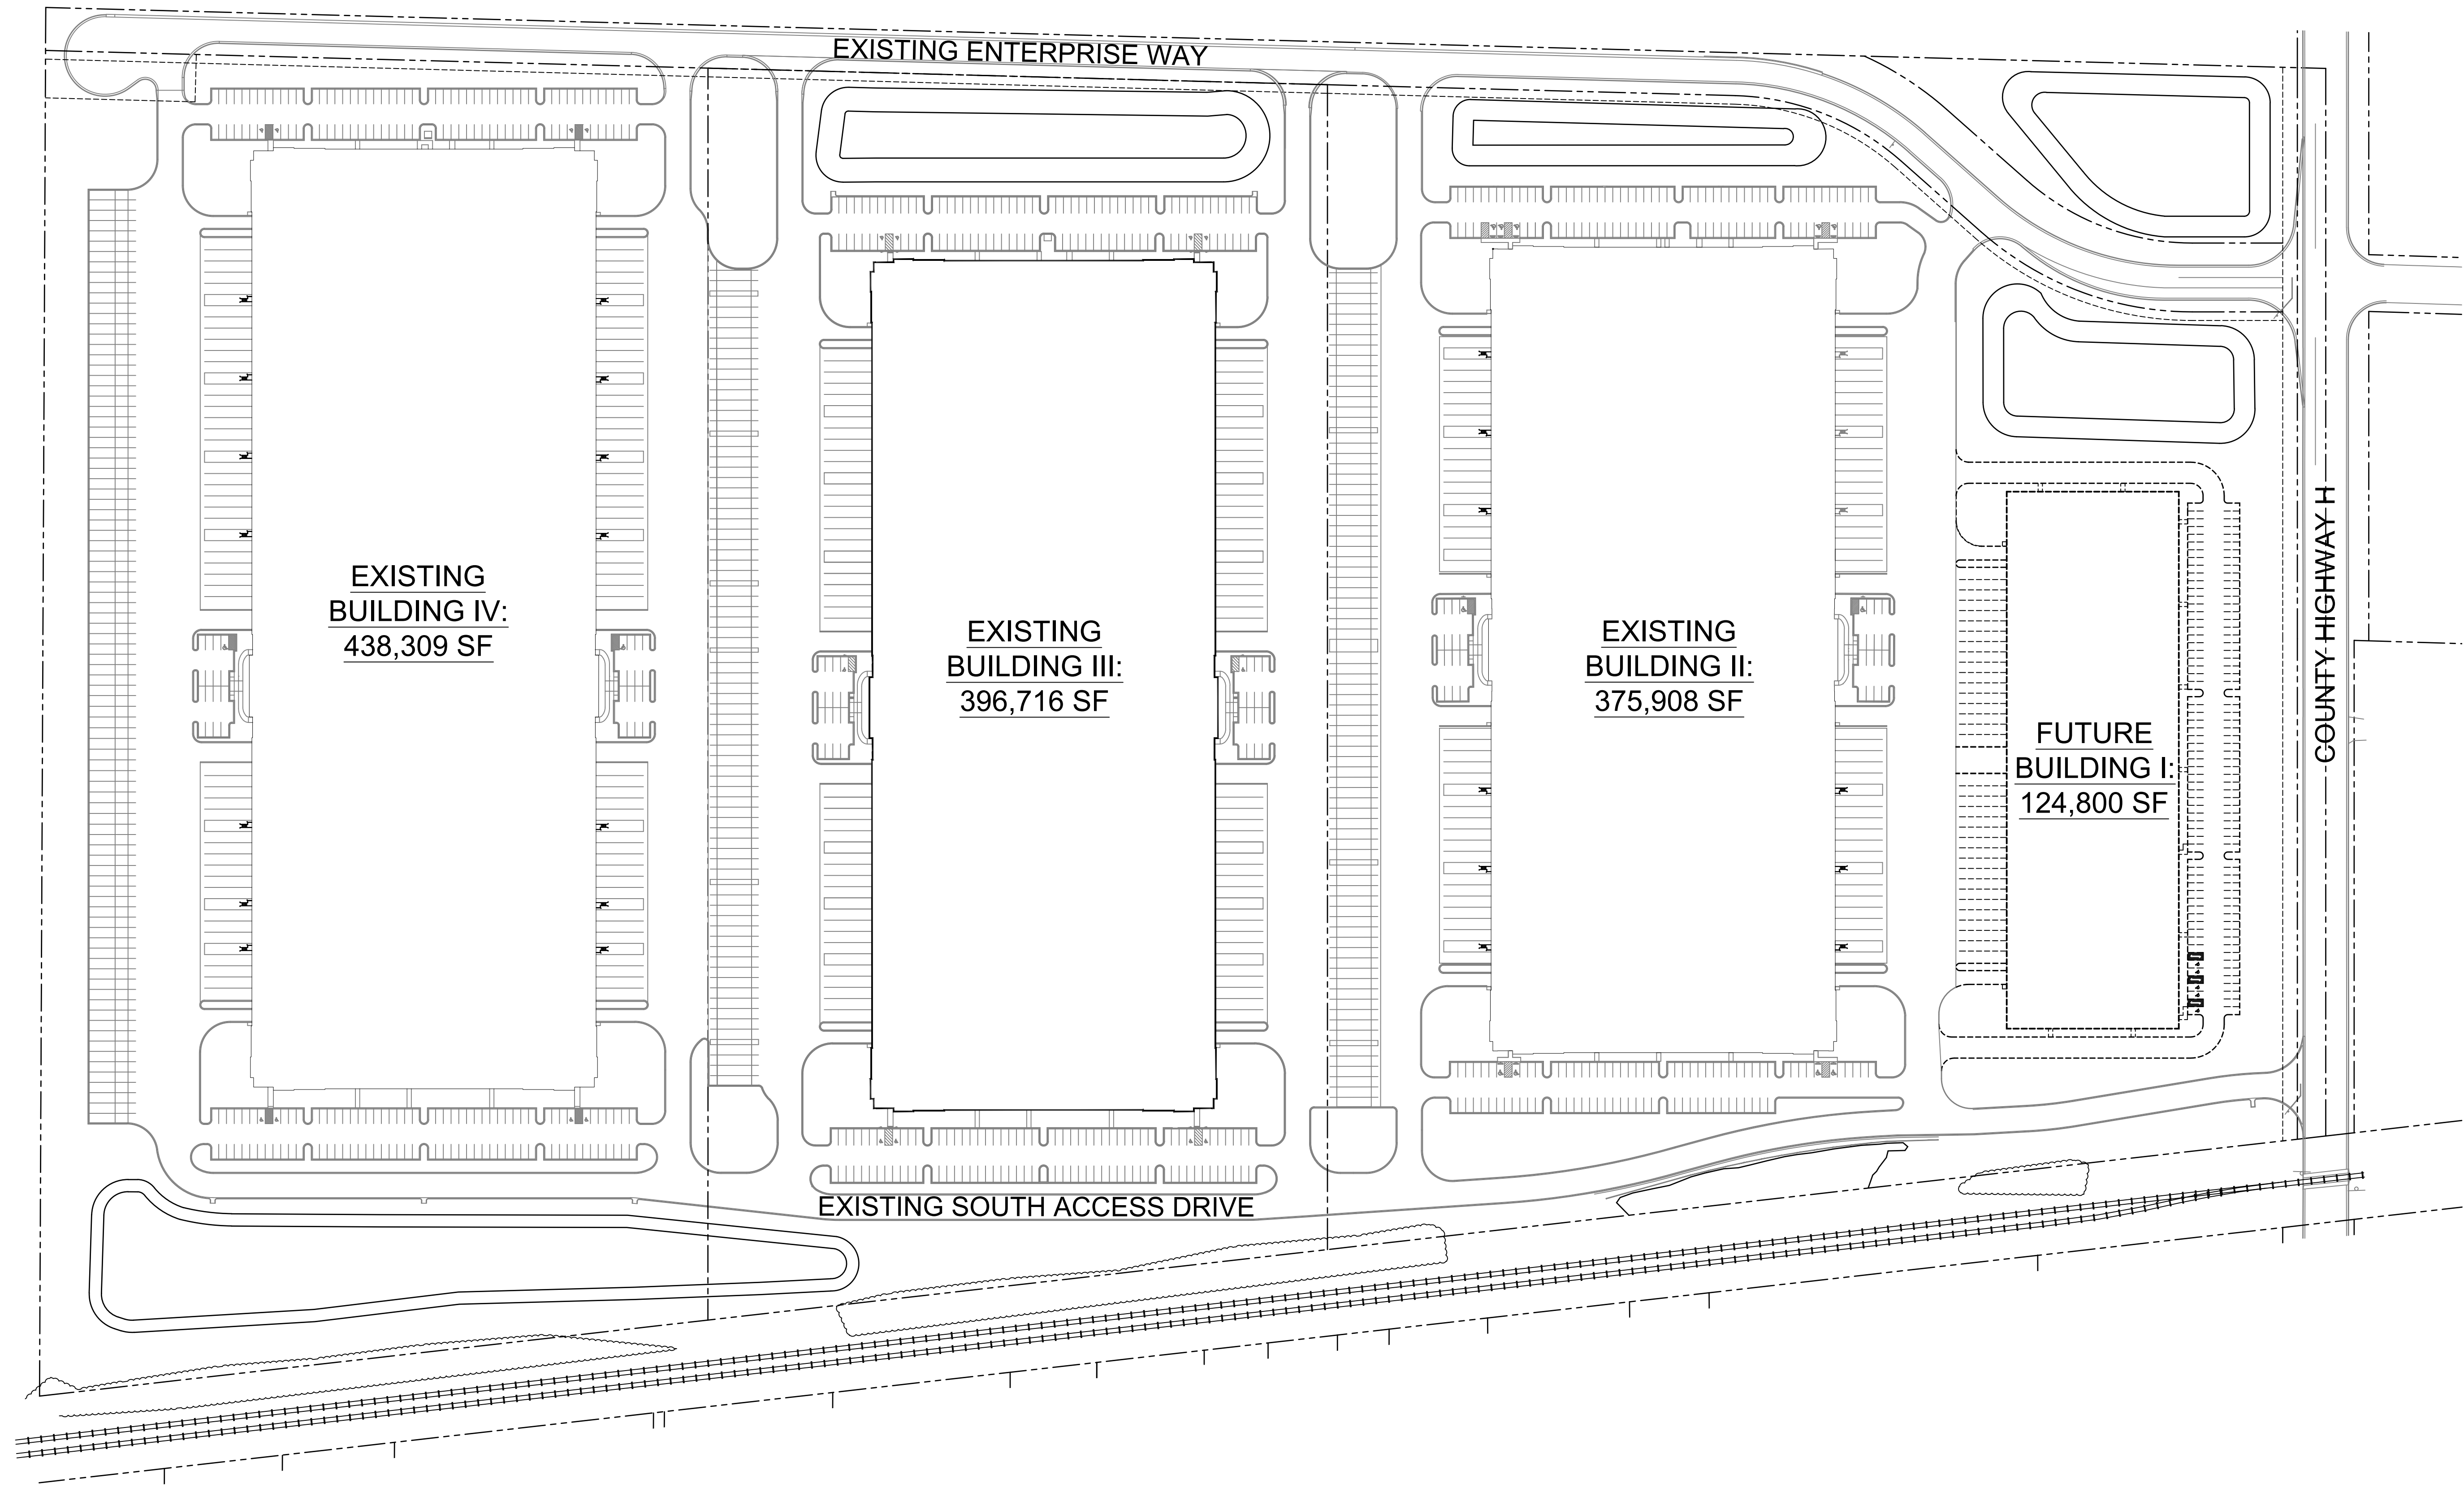 EXISTING ENTERPRISE WAY
EXISTING
BUILDING IV:
438,309 SF
EXISTING
BUILDING III:
396,716 SF
EXISTING
BUILDING II:
375,908 SF
FUTURE
BUILDING I:
124,800 SF
COUNTY HIGHWAY H
EXISTING SOUTH ACCESS DRIVE